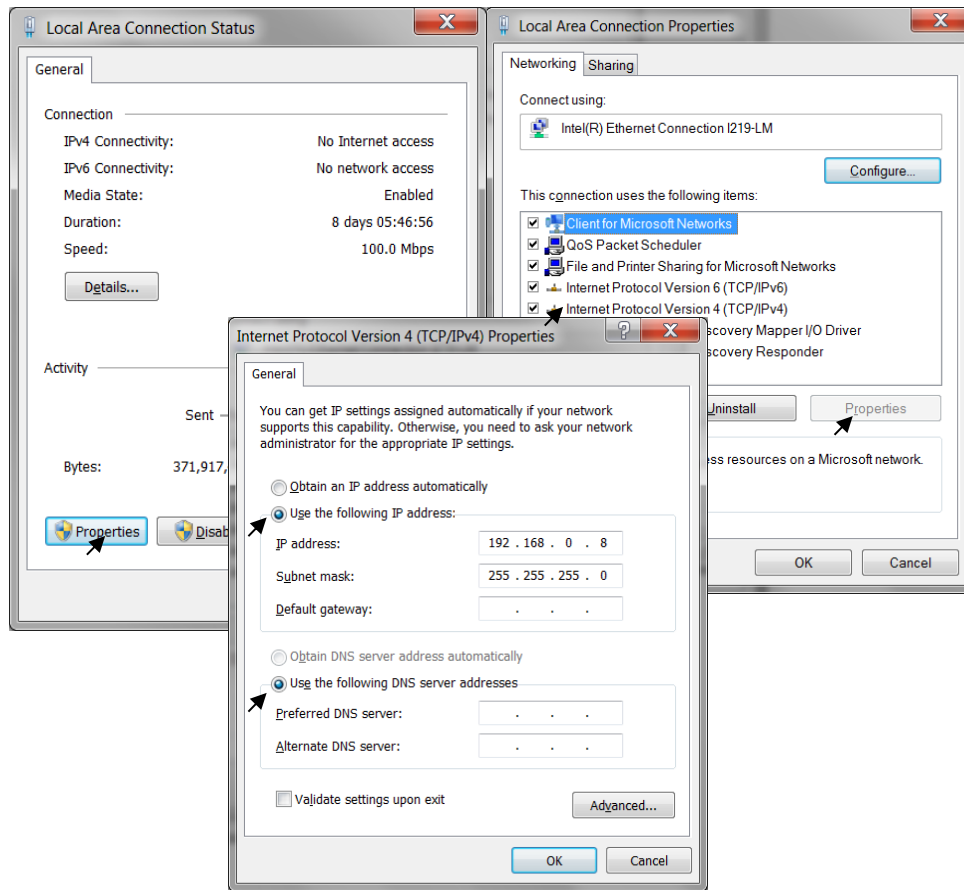 Local Area Connection Status
General
Connection
IPv4 Connectivity: No Internet access
IPv6 Connectivity: No network access
Media State: Enabled
Duration: 8 days 05:46:56
Speed: 100.0 Mbps
Details...
Activity
Sent
Bytes: 371,917,
Properties
Disab
Local Area Connection Properties
Networking
Sharing
Connect using:
Intel(R) Ethernet Connection I219-LM
Configure...
This connection uses the following items:
Client for Microsoft Networks
QoS Packet Scheduler
File and Printer Sharing for Microsoft Networks
Internet Protocol Version 6 (TCP/IPv6)
Internet Protocol Version 4 (TCP/IPv4)
scovery Mapper I/O Driver
scovery Responder
Uninstall
Properties
ess resources on a Microsoft network.
OK
Cancel
Internet Protocol Version 4 (TCP/IPv4) Properties
?
General
You can get IP settings assigned automatically if your network
supports this capability. Otherwise, you need to ask your network
administrator for the appropriate IP settings.
Obtain an IP address automatically
Use the following IP address:
IP address: 192 . 168 . 0 . 8
Subnet mask: 255 . 255 . 255 . 0
Default gateway: . . .
Obtain DNS server address automatically
Use the following DNS server addresses
Preferred DNS server: . . .
Alternate DNS server: . . .
Validate settings upon exit
Advanced...
OK
Cancel